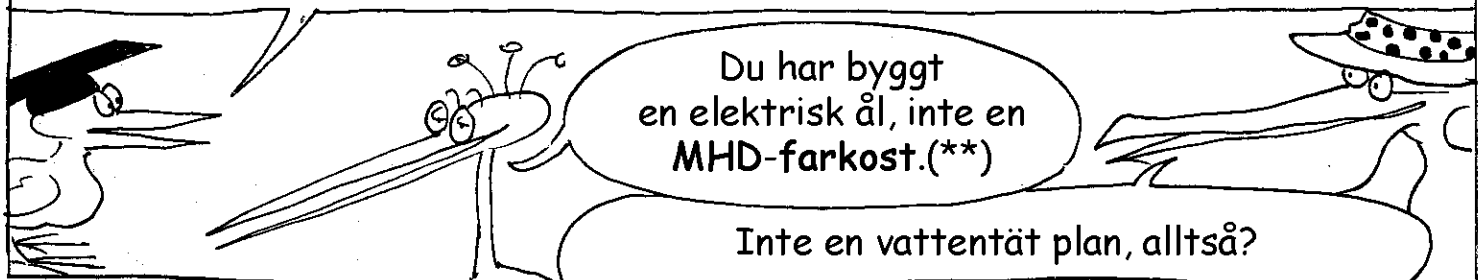 Du har byggt
en elektrisk ål, inte en
MHD-farkost.(**)
Inte en vattentät plan, alltså?